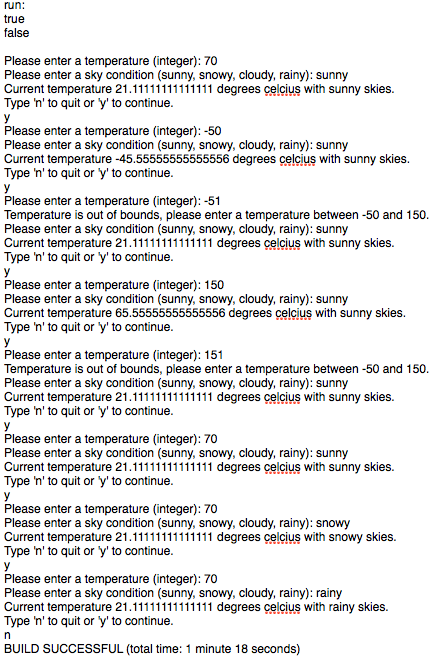 run:
true
false
Please enter a temperature (integer): 70
Please enter a sky condition (sunny, snowy, cloudy, rainy): sunny
Current temperature 21.11111111111111 degrees celcius with sunny skies.
Type 'n' to quit or 'y' to continue.
y
Please enter a temperature (integer): -50
Please enter a sky condition (sunny, snowy, cloudy, rainy): sunny
Current temperature -45.55555555555556 degrees celcius with sunny skies.
Type 'n' to quit or 'y' to continue.
y
Please enter a temperature (integer): -51
Temperature is out of bounds, please enter a temperature between -50 and 150.
Please enter a sky condition (sunny, snowy, cloudy, rainy): sunny
Current temperature 21.11111111111111 degrees celcius with sunny skies.
Type 'n' to quit or 'y' to continue.
y
Please enter a temperature (integer): 150
Please enter a sky condition (sunny, snowy, cloudy, rainy): sunny
Current temperature 65.55555555555556 degrees celcius with sunny skies.
Type 'n' to quit or 'y' to continue.
y
Please enter a temperature (integer): 151
Temperature is out of bounds, please enter a temperature between -50 and 150.
Please enter a sky condition (sunny, snowy, cloudy, rainy): sunny
Current temperature 21.11111111111111 degrees celcius with sunny skies.
Type 'n' to quit or 'y' to continue.
y
Please enter a temperature (integer): 70
Please enter a sky condition (sunny, snowy, cloudy, rainy): sunny
Current temperature 21.11111111111111 degrees celcius with sunny skies.
Type 'n' to quit or 'y' to continue.
y
Please enter a temperature (integer): 70
Please enter a sky condition (sunny, snowy, cloudy, rainy): snowy
Current temperature 21.11111111111111 degrees celcius with snowy skies.
Type 'n' to quit or 'y' to continue.
y
Please enter a temperature (integer): 70
Please enter a sky condition (sunny, snowy, cloudy, rainy): rainy
Current temperature 21.11111111111111 degrees celcius with rainy skies.
Type 'n' to quit or 'y' to continue.
n
BUILD SUCCESSFUL (total time: 1 minute 18 seconds)